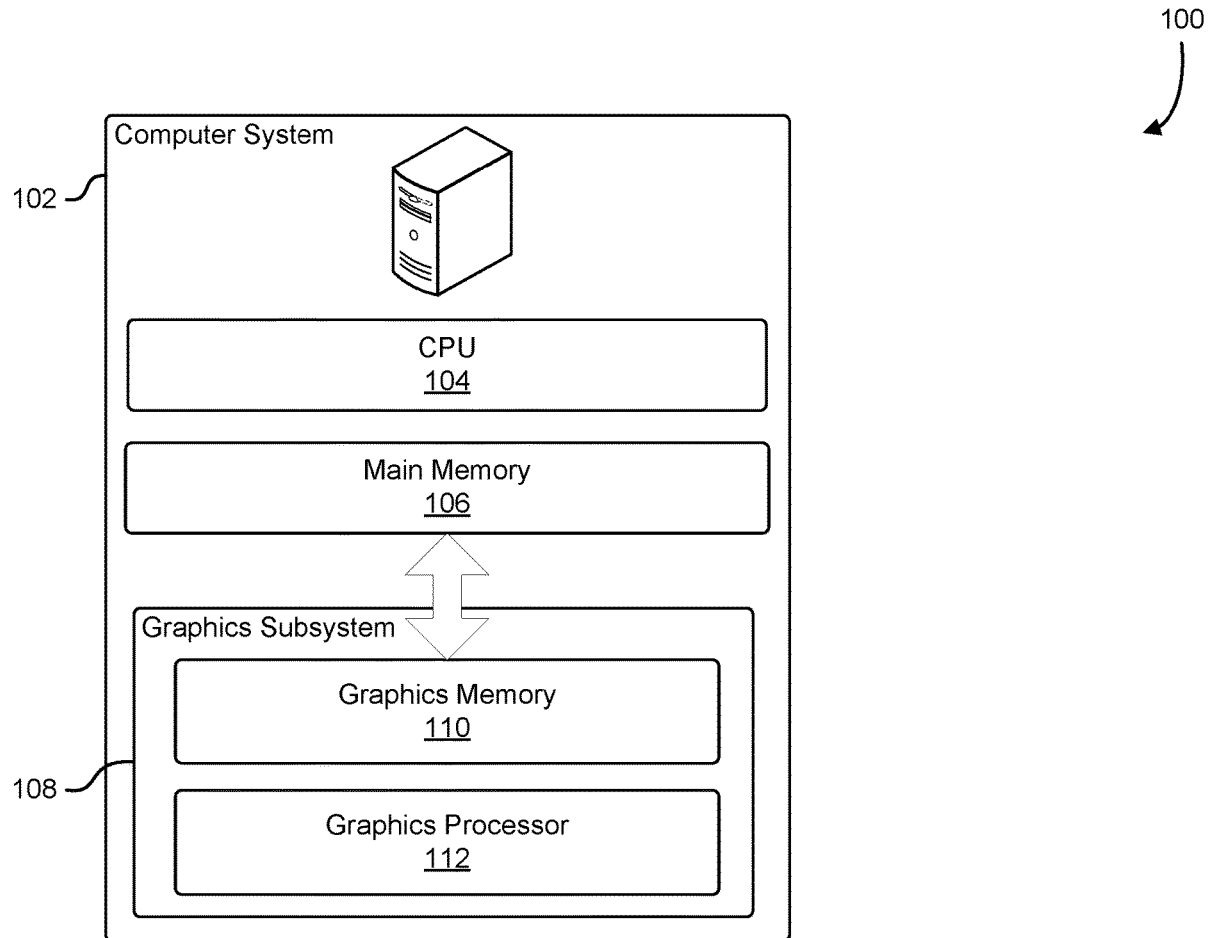 100
Computer System
102
CPU
104
Main Memory
106
Graphics Subsystem
Graphics Memory
110
108
Graphics Processor
112